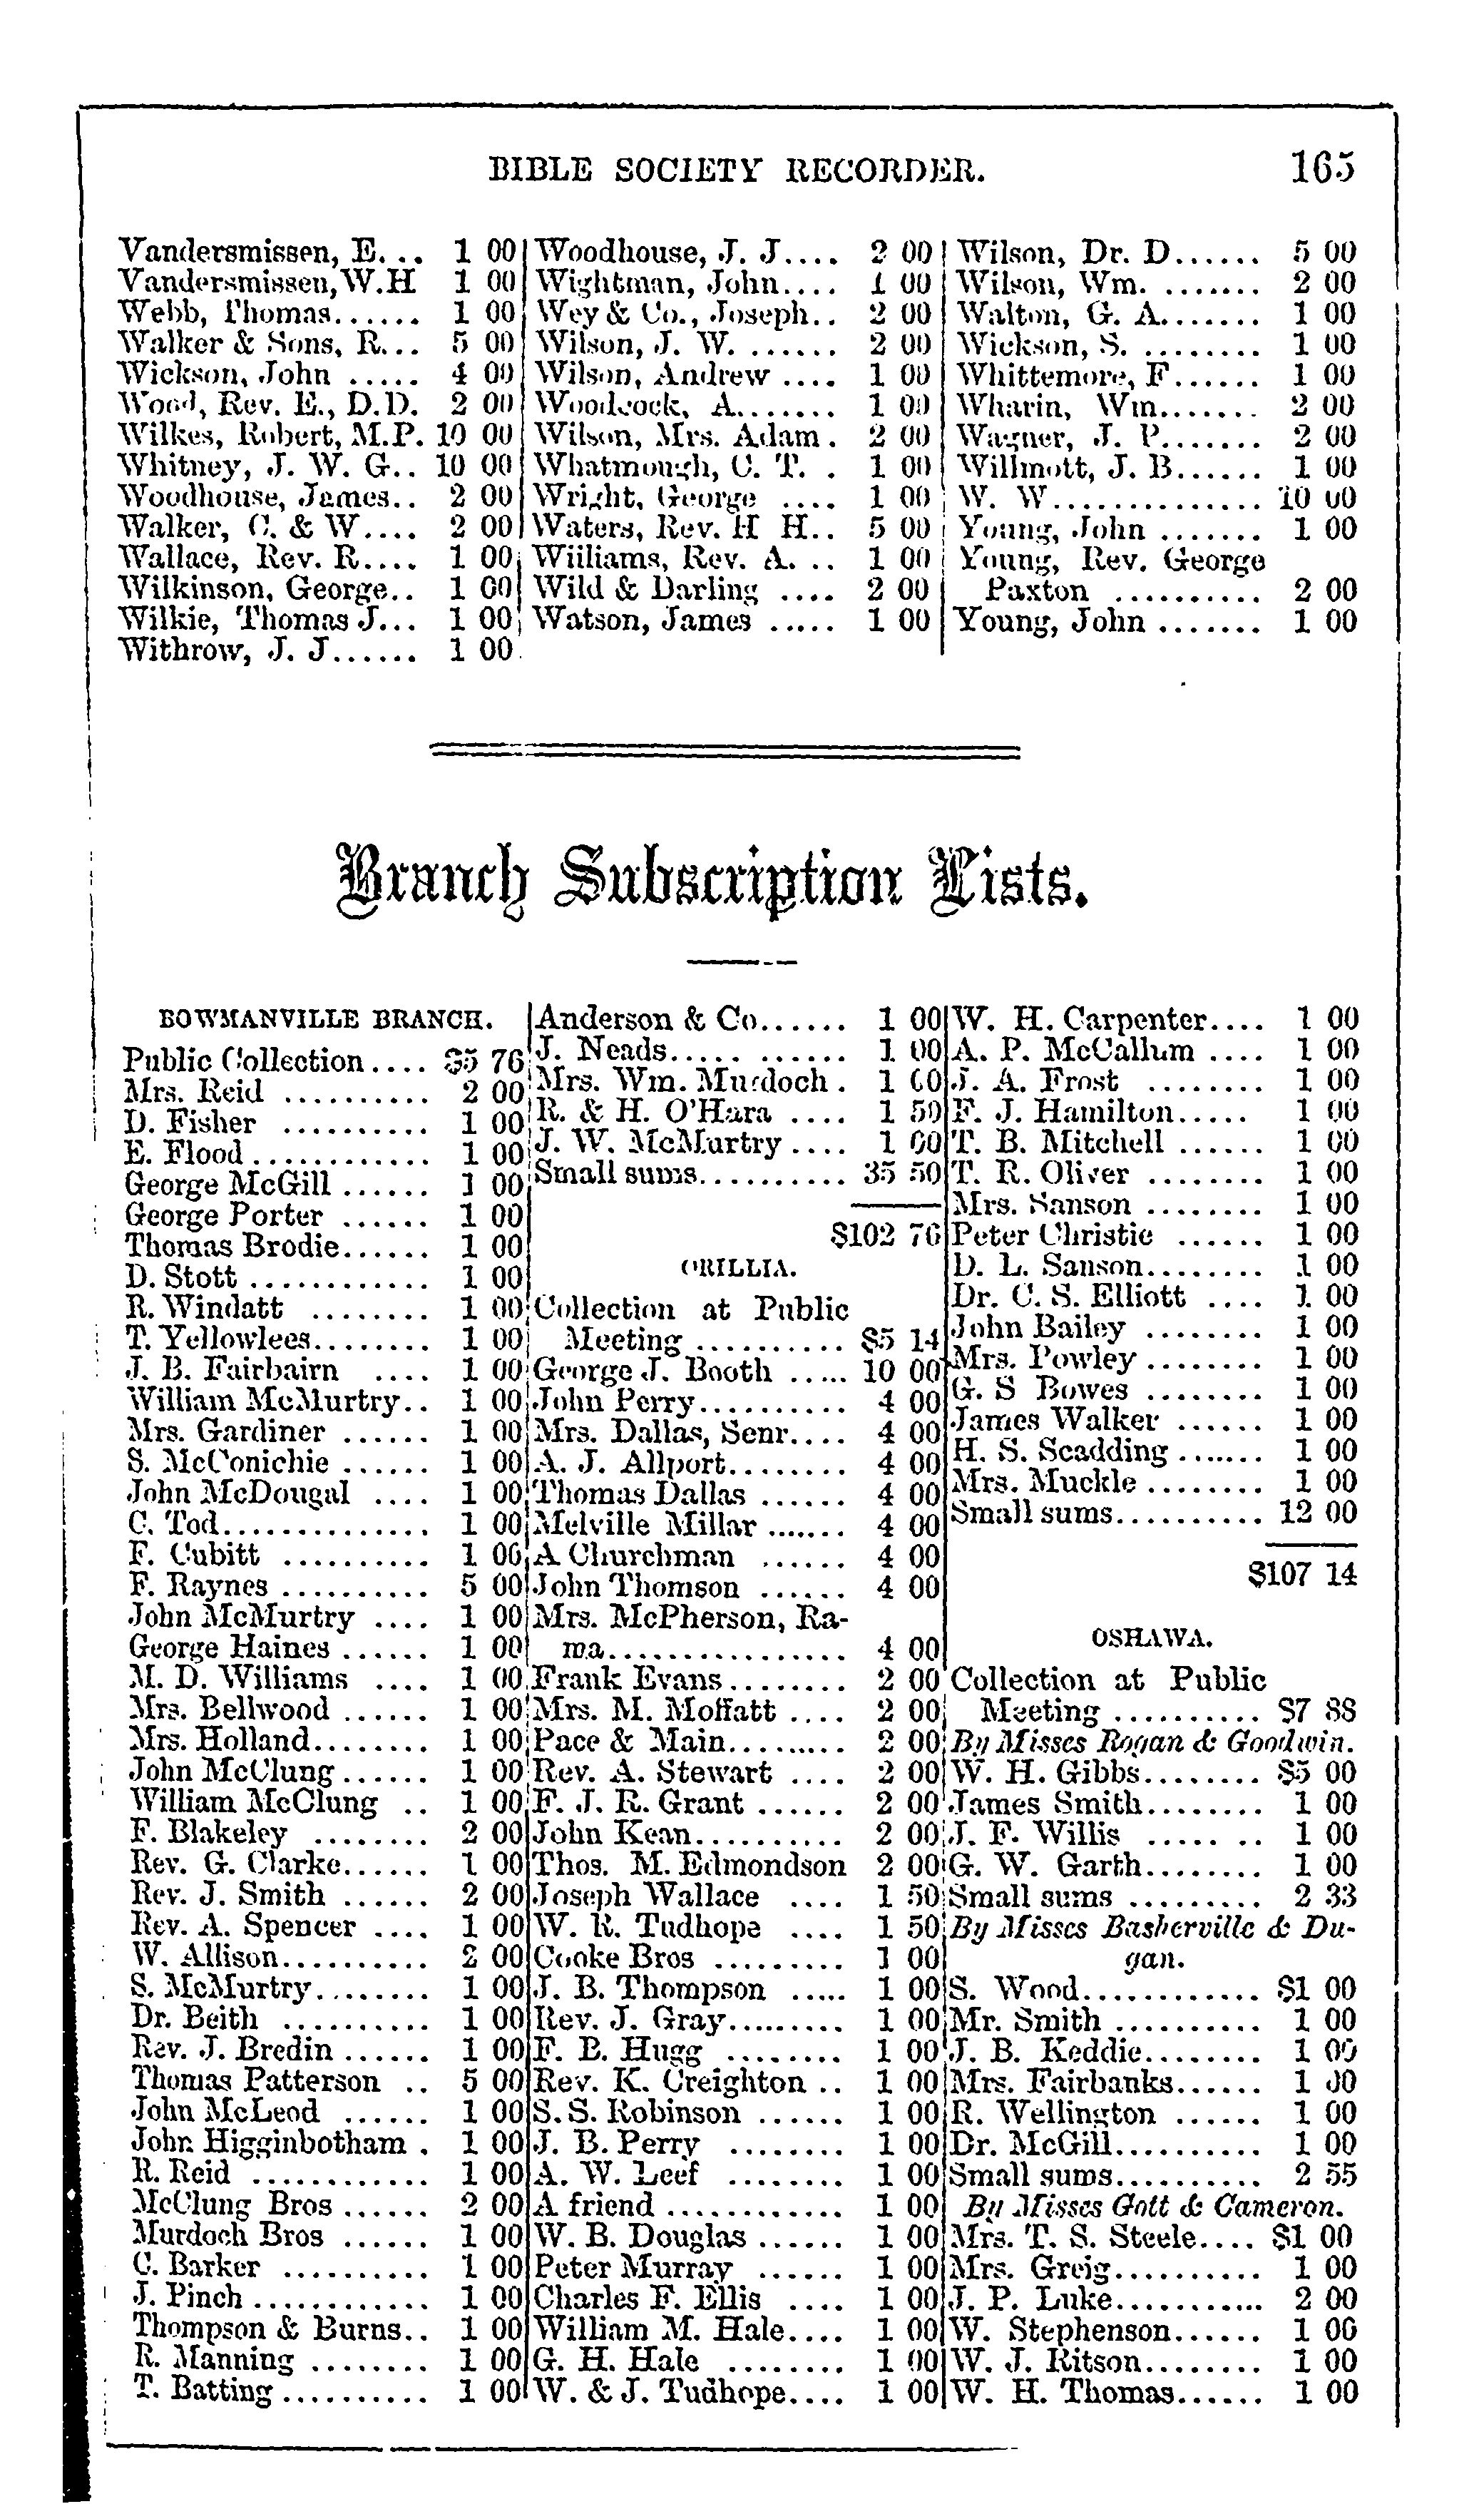 BIBLE SOCIETY RECORDER. 165
Vandersmissen, E... 1 00
Vandersmissen, W.H 1 00
Webb, Thomas...... 1 00
Walker & Sons, R... 5 00
Wickson, John ..... 4 00
Wood, Rev. E., D.D. 2 00
Wilkes, Robert, M.P. 10 00
Whitney, J. W. G.. 10 00
Woodhouse, James.. 2 00
Walker, C. & W.... 2 00
Wallace, Rev. R.... 1 00
Wilkinson, George.. 1 00
Wilkie, Thomas J... 1 00
Withrow, J. J...... 1 00
Woodhouse, J. J.... 2 00
Wightman, John.... 1 00
Wey & Co., Joseph.. 2 00
Wilson, J. W. ...... 2 00
Wilson, Andrew .... 1 00
Woodcock, A....... 1 00
Wilson, Mrs. Adam. 2 00
Whatmough, C. T. . 1 00
Wright, George .... 1 00
Waters, Rev. H H.. 5 00
Williams, Rev. A. .. 1 00
Wild & Darling .... 2 00
Watson, James ..... 1 00
Wilson, Dr. D...... 5 00
Wilson, Wm. ....... 2 00
Walton, G. A....... 1 00
Wickson, S. ........ 1 00
Whittemore, F...... 1 00
Wharin, Wm....... 2 00
Wagner, J. P....... 2 00
Willmott, J. B...... 1 00
W. W.............. 10 00
Young, John ....... 1 00
Young, Rev. George
Paxton .......... 2 00
Young, John ....... 1 00
Branch Subscription Lists.
BOWMANVILLE BRANCH.
Public Collection.... $5 76
Mrs. Reid .......... 2 00
D. Fisher .......... 1 00
E. Flood............ 1 00
George McGill ...... 1 00
George Porter ...... 1 00
Thomas Brodie...... 1 00
D. Stott ............ 1 00
R. Windatt ........ 1 00
T. Yellowlees........ 1 00
J. B. Fairbairn .... 1 00
William McMurtry.. 1 00
Mrs. Gardiner ...... 1 00
S. McConichie ...... 1 00
John McDougal .... 1 00
C. Tod.............. 1 00
F. Cubitt .......... 1 00
F. Raynes .......... 5 00
John McMurtry .... 1 00
George Haines ...... 1 00
M. D. Williams .... 1 00
Mrs. Bellwood ...... 1 00
Mrs. Holland........ 1 00
John McClung ...... 1 00
William McClung .. 1 00
F. Blakeley ........ 2 00
Rev. G. Clarke...... 1 00
Rev. J. Smith ...... 2 00
Rev. A. Spencer .... 1 00
W. Allison.......... 2 00
S. McMurtry........ 1 00
Dr. Beith .......... 1 00
Rev. J. Bredin ...... 1 00
Thomas Patterson .. 5 00
John McLeod ...... 1 00
John Higginbotham . 1 00
R. Reid ............ 1 00
McClung Bros ...... 2 00
Murdoch Bros ...... 1 00
C. Barker .......... 1 00
J. Pinch ............ 1 00
Thompson & Burns.. 1 00
R. Manning ........ 1 00
T. Batting .......... 1 00
Anderson & Co...... 1 00
J. Neads..... ...... 1 00
Mrs. Wm. Murdoch . 1 00
R. & H. O'Hara .... 1 50
J. W. McMurtry .... 1 00
Small sums.......... 35 50
$102 76
ORILLIA.
Collection at Public
Meeting .......... $5 14
George J. Booth ..... 10 00
John Perry.......... 4 00
Mrs. Dallas, Senr.... 4 00
A. J. Allport........ 4 00
Thomas Dallas ...... 4 00
Melville Millar ....... 4 00
A Churchman ...... 4 00
John Thomson ...... 4 00
Mrs. McPherson, Ra-
ma................ 4 00
Frank Evans........ 2 00
Mrs. M. Moffatt .... 2 00
Pace & Main......... 2 00
Rev. A. Stewart .... 2 00
F. J. R. Grant ...... 2 00
John Kean.......... 2 00
Thos. M. Edmondson 2 00
Joseph Wallace .... 1 50
W. R. Tudhope .... 1 50
Cooke Bros ......... 1 00
J. B. Thompson ..... 1 00
Rev. J. Gray......... 1 00
F. B. Hugg ........ 1 00
Rev. K. Creighton .. 1 00
S. S. Robinson ...... 1 00
J. B. Perry ........ 1 00
A. W. Leef ........ 1 00
A friend ............ 1 00
W. B. Douglas ...... 1 00
Peter Murray ...... 1 00
Charles F. Ellis .... 1 00
William M. Hale.... 1 00
G. H. Hale ........ 1 00
W. & J. Tudhope.... 1 00
W. H. Carpenter.... 1 00
A. P. McCallum .... 1 00
J. A. Frost ........ 1 00
F. J. Hamilton..... 1 00
T. B. Mitchell ...... 1 00
T. R. Oliver ........ 1 00
Mrs. Sanson ........ 1 00
Peter Christie ...... 1 00
D. L. Sanson........ 1 00
Dr. C. S. Elliott .... 1 00
John Bailey ........ 1 00
Mrs. Powley ........ 1 00
G. S Bowes ........ 1 00
James Walker ...... 1 00
H. S. Scadding ...... 1 00
Mrs. Muckle ........ 1 00
Small sums.......... 12 00
$107 14
OSHAWA.
Collection at Public
Meeting .......... $7 88
By Misses Rogan & Goodwin.
W. H. Gibbs........ $5 00
James Smith........ 1 00
J. F. Willis ..... .. 1 00
G. W. Garth........ 1 00
Small sums ......... 2 33
By Misses Baskerville & Du-
gan.
S. Wood............ $1 00
Mr. Smith .......... 1 00
J. B. Keddie........ 1 00
Mrs. Fairbanks...... 1 00
R. Wellington ...... 1 00
Dr. McGill.......... 1 00
Small sums.......... 2 55
By Misses Gott & Cameron.
Mrs. T. S. Steele.... $1 00
Mrs. Greig.......... 1 00
J. P. Luke........... 2 00
W. Stephenson...... 1 00
W. J. Ritson........ 1 00
W. H. Thomas...... 1 00